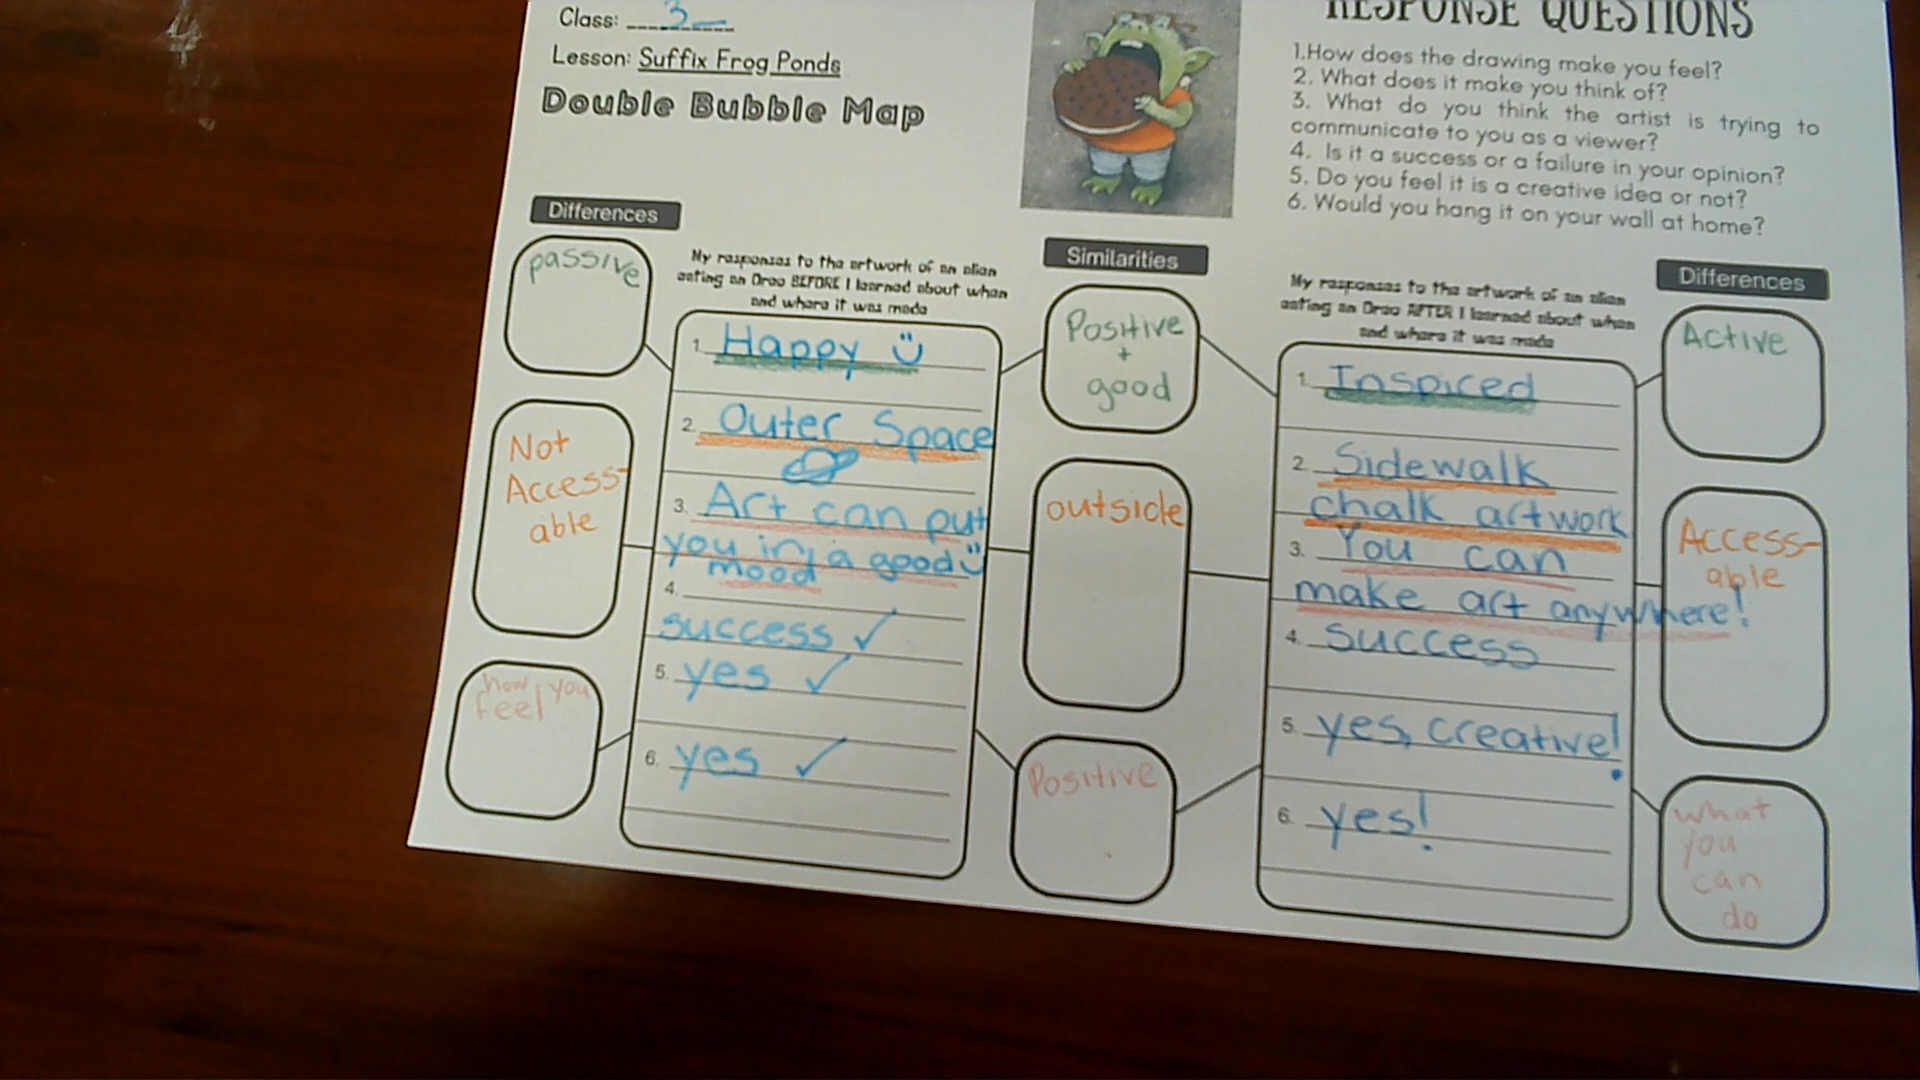 Class: 3
Lesson: Suffix Frog Ponds
Double Bubble Map
RESPONSE QUESTIONS
1.How does the drawing make you feel?
2. What does it make you think of?
3. What do you think the artist is trying to
communicate to you as a viewer?
4. Is it a success or a failure in your opinion?
5. Do you feel it is a creative idea or not?
6. Would you hang it on your wall at home?
Differences
passive
Not
Access-
able
how you
feel
My responses to the artwork of an alien
eating an Oreo BEFORE I learned about when
and where it was made
1. Happy
2. Outer Space
3. Art can put
you in a good
mood
4.
success ✓
5. yes ✓
6. yes ✓
Similarities
Positive
+
good
outside
Positive
My responses to the artwork of an alien
eating an Oreo AFTER I learned about when
and where it was made
1. Inspired
2. Sidewalk
chalk artwork
3. You can
make art anywhere!
4. success
5. yes, creative!
6. yes!
Differences
Active
Access-
able
what
you
can
do